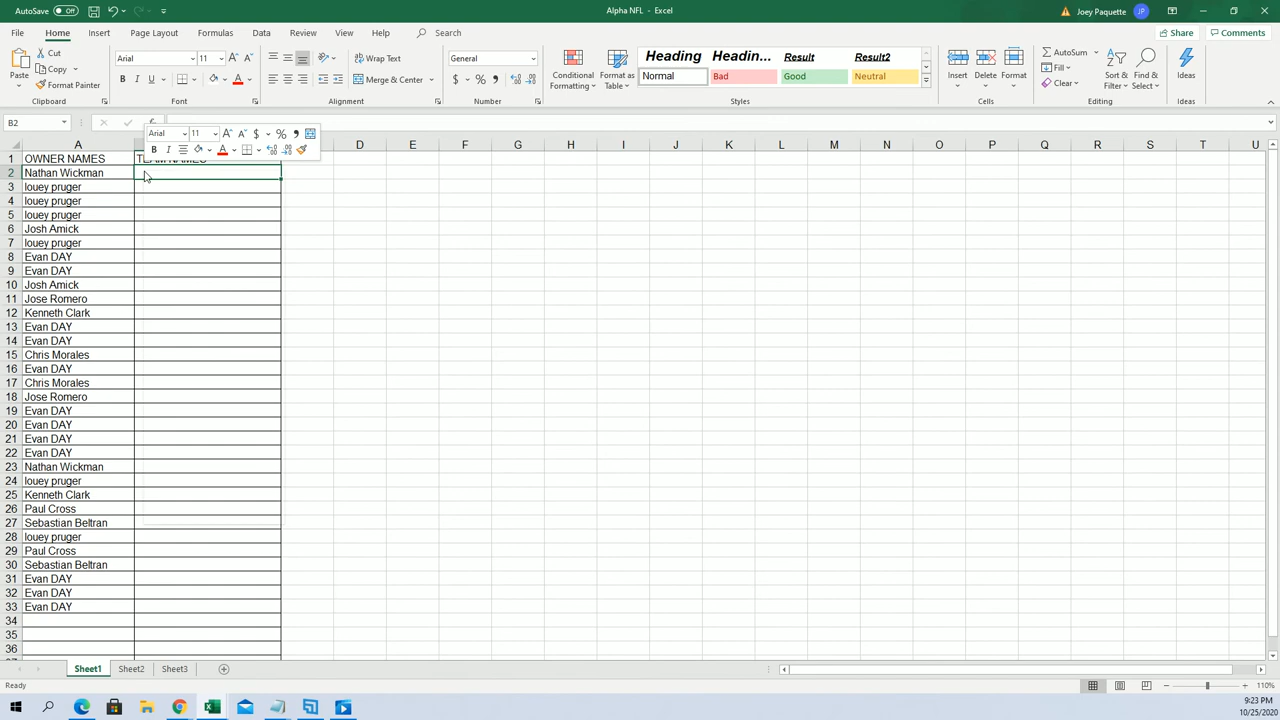 AutoSave Off
Alpha NFL - Excel
Joey Paquette JP
File Home Insert Page Layout Formulas Data Review View Help Search
Share Comments
Paste Cut Copy Format Painter
Clipboard
Arial 11
B I U
Font
Wrap Text
Merge & Center
Alignment
General
$ % ,
Number
Conditional Formatting
Format as Table
Heading Headin... Result Result2
Normal Bad Good Neutral
Styles
Insert Delete Format
Cells
AutoSum
Fill
Clear
Sort & Filter
Find & Select
Editing
Ideas
Ideas
B2
Arial 11 $ % ,
B I
A D E F G H I J K L M N O P Q R S T U
1 OWNER NAMES TEAM NAMES
2 Nathan Wickman
3 louey pruger
4 louey pruger
5 louey pruger
6 Josh Amick
7 louey pruger
8 Evan DAY
9 Evan DAY
10 Josh Amick
11 Jose Romero
12 Kenneth Clark
13 Evan DAY
14 Evan DAY
15 Chris Morales
16 Evan DAY
17 Chris Morales
18 Jose Romero
19 Evan DAY
20 Evan DAY
21 Evan DAY
22 Evan DAY
23 Nathan Wickman
24 louey pruger
25 Kenneth Clark
26 Paul Cross
27 Sebastian Beltran
28 louey pruger
29 Paul Cross
30 Sebastian Beltran
31 Evan DAY
32 Evan DAY
33 Evan DAY
34
35
36
Sheet1 Sheet2 Sheet3
Ready
110%
9:23 PM
10/25/2020